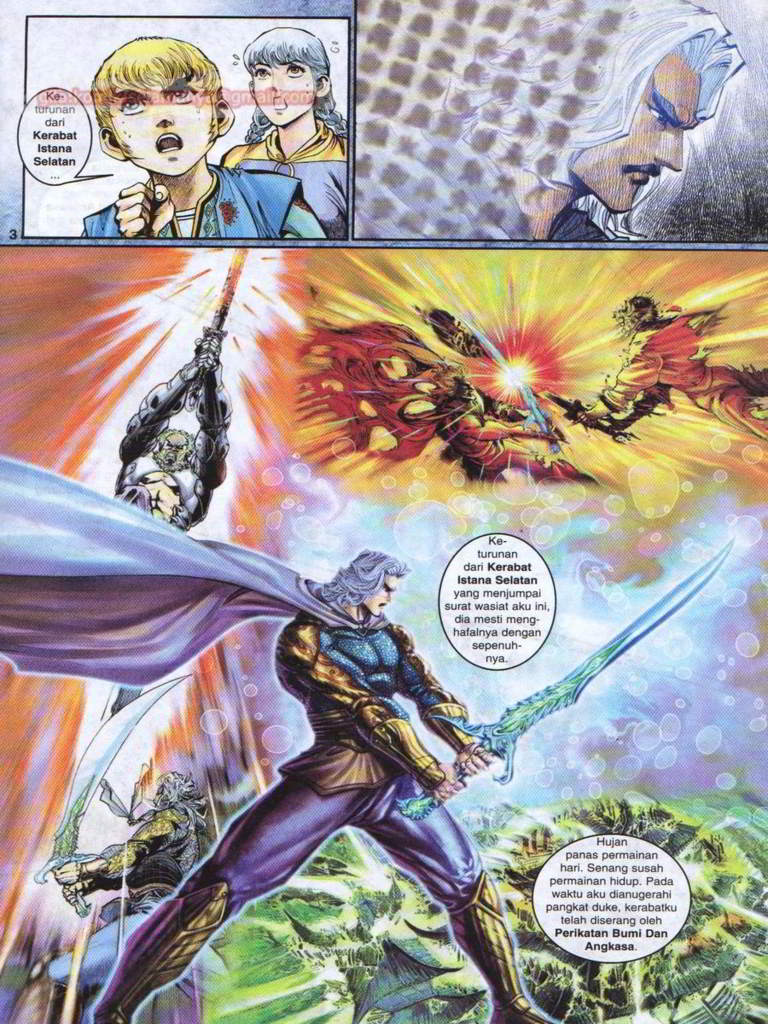 Ke-
turunan
dari
Kerabat
Istana
Selatan
...
3
Ke-
turunan
dari Kerabat
Istana Selatan
yang menjumpai
surat wasiat aku ini,
dia mesti meng-
hafalnya dengan
sepenuh-
nya.
Hujan
panas permainan
hari. Senang susah
permainan hidup. Pada
waktu aku dianugerahi
pangkat duke, kerabatku
telah diserang oleh
Perikatan Bumi Dan
Angkasa.